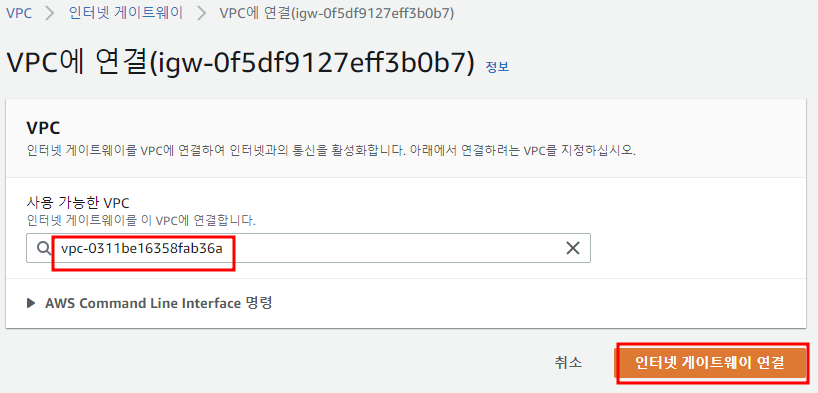 VPC > 인터넷 게이트웨이 > VPC에 연결(igw-0f5df9127eff3b0b7)
VPC에 연결(igw-0f5df9127eff3b0b7) 정보
VPC
인터넷 게이트웨이를 VPC에 연결하여 인터넷과의 통신을 활성화합니다. 아래에서 연결하려는 VPC를 지정하십시오.
사용 가능한 VPC
인터넷 게이트웨이를 이 VPC에 연결합니다.
vpc-0311be16358fab36a
AWS Command Line Interface 명령
취소 인터넷 게이트웨이 연결